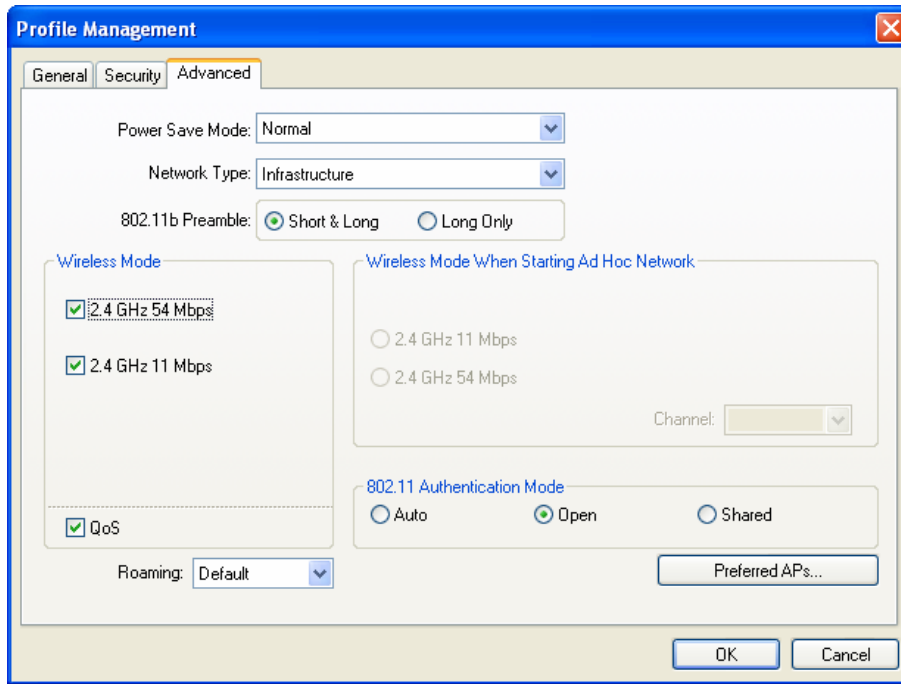 Profile Management
General Security Advanced
Power Save Mode: Normal
Network Type: Infrastructure
802.11b Preamble: Short & Long Long Only
Wireless Mode
2.4 GHz 54 Mbps
2.4 GHz 11 Mbps
QoS
Wireless Mode When Starting Ad Hoc Network
2.4 GHz 11 Mbps
2.4 GHz 54 Mbps
Channel:
802.11 Authentication Mode
Auto Open Shared
Roaming: Default
Preferred APs...
OK Cancel